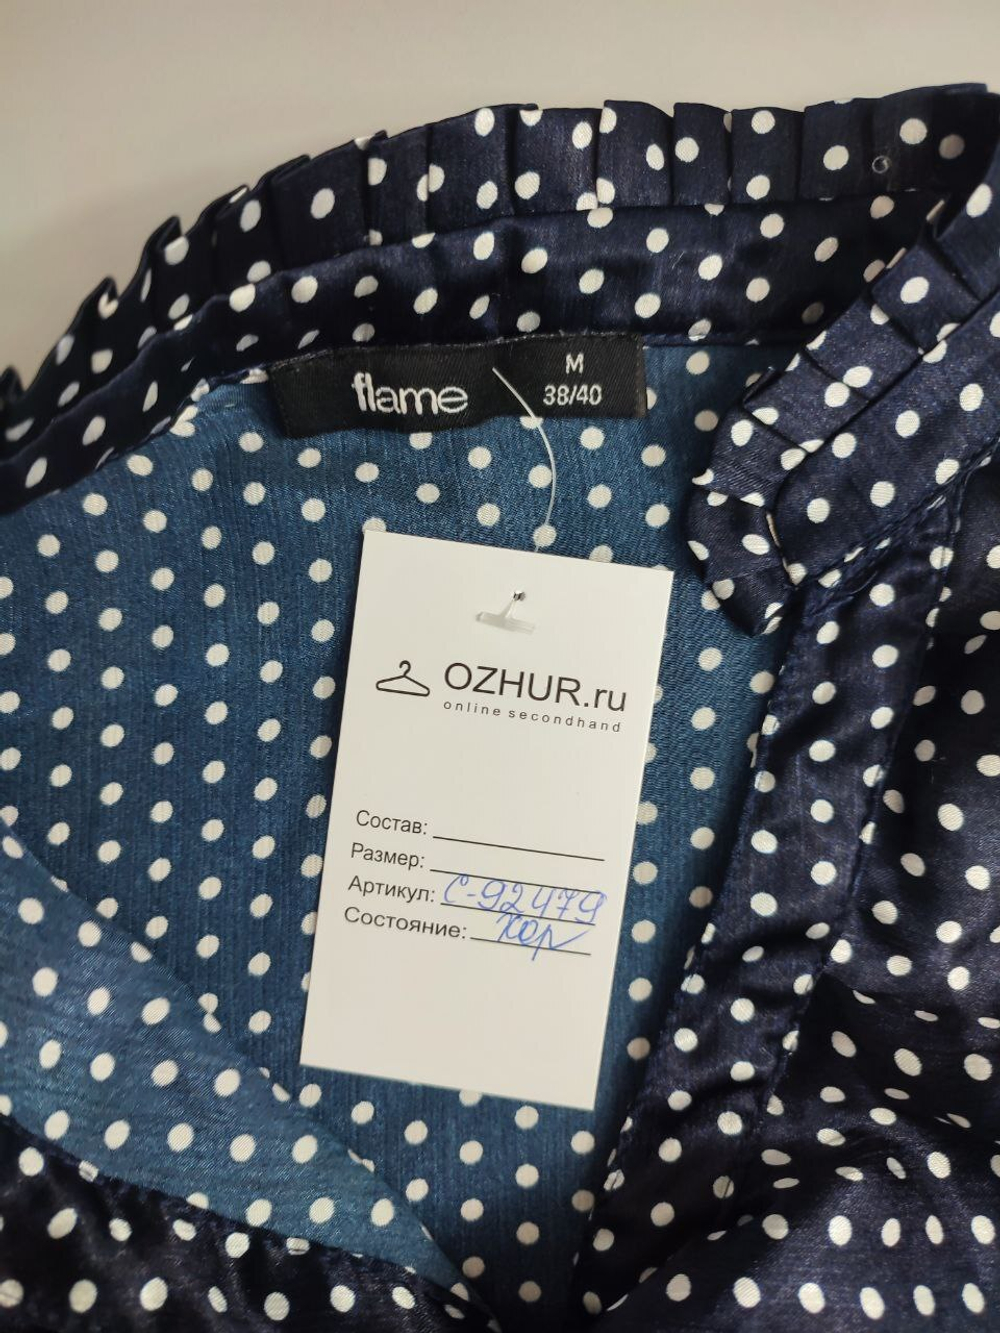 flame
M
38/40
OZHUR.ru
online secondhand
Состав:
Размер:
Артикул: С-92479
Состояние: хор